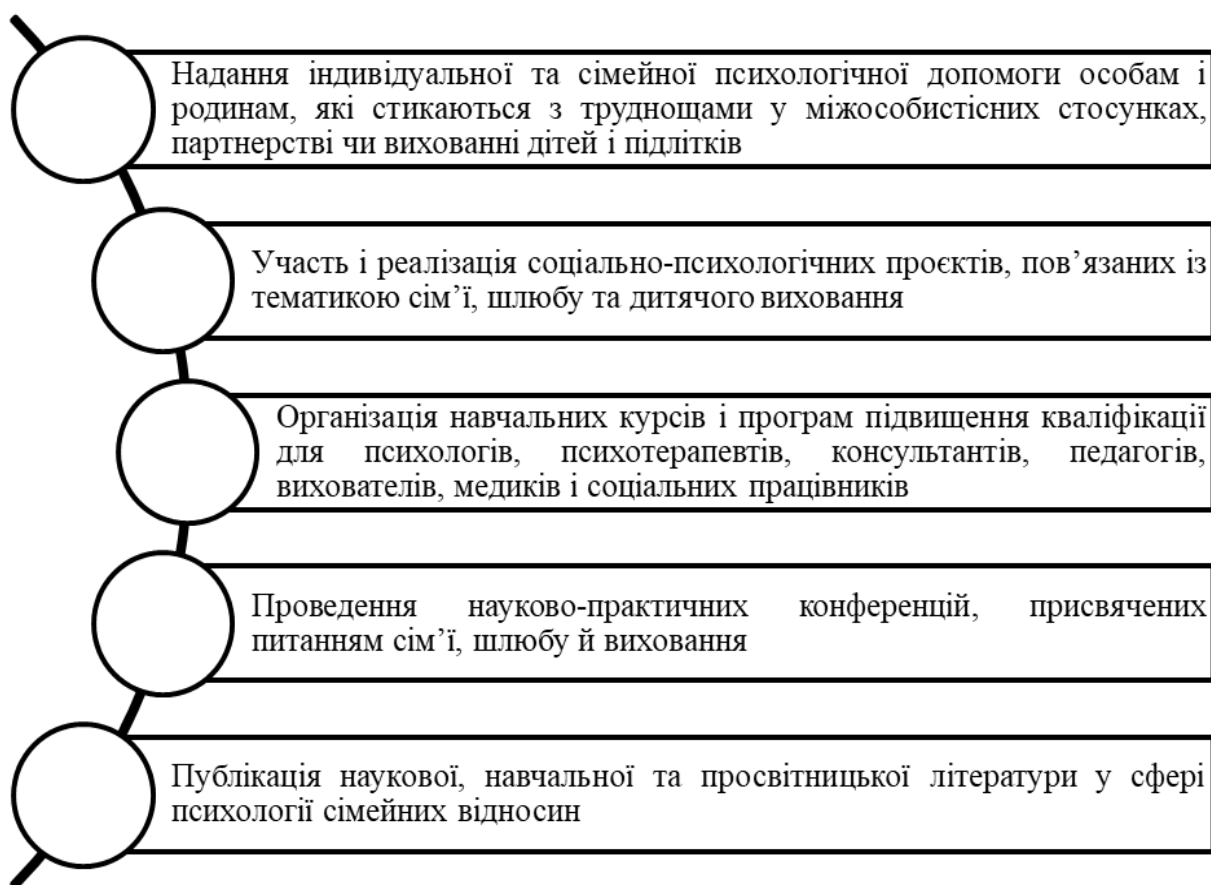 Надання індивідуальної та сімейної психологічної допомоги особам і
родинам, які стикаються з труднощами у міжособистісних стосунках,
партнерстві чи вихованні дітей і підлітків
Участь і реалізація соціально-психологічних проєктів, пов’язаних із
тематикою сім’ї, шлюбу та дитячого виховання
Організація навчальних курсів і програм підвищення кваліфікації
для психологів, психотерапевтів, консультантів, педагогів,
вихователів, медиків і соціальних працівників
Проведення науково-практичних конференцій, присвячених
питанням сім’ї, шлюбу й виховання
Публікація наукової, навчальної та просвітницької літератури у сфері
психології сімейних відносин